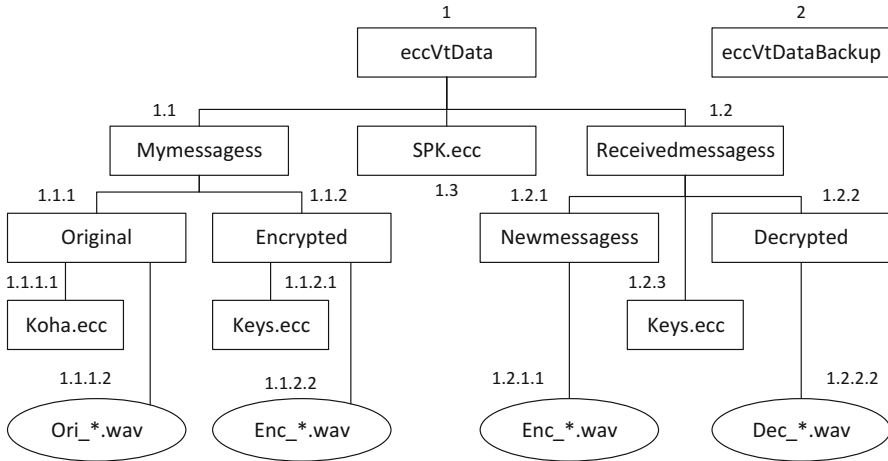 1
2
eccVtData
eccVtDataBackup
1.1
1.2
Mymessagess
SPK.ecc
Receivedmessagess
1.1.1
1.1.2
1.3
1.2.1
1.2.2
Original
Encrypted
Newmessagess
Decrypted
1.1.1.1
1.1.2.1
1.2.3
Koha.ecc
Keys.ecc
Keys.ecc
1.1.1.2
1.1.2.2
1.2.1.1
1.2.2.2
Ori_*.wav
Enc_*.wav
Enc_*.wav
Dec_*.wav